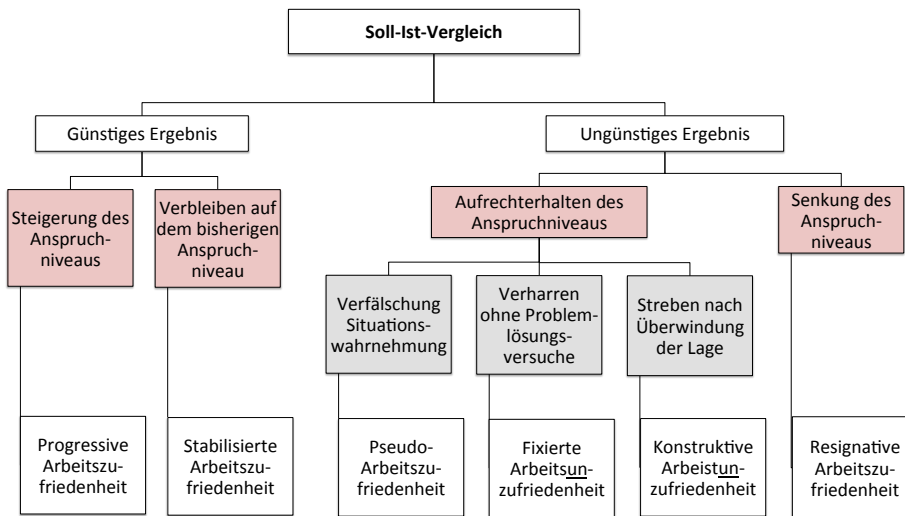 Soll-Ist-Vergleich
Günstiges Ergebnis
Ungünstiges Ergebnis
Steigerung des
Anspruch-
niveaus
Verbleiben auf
dem bisherigen
Anspruch-
niveau
Aufrechterhalten des
Anspruchniveaus
Senkung des
Anspruch-
niveaus
Verfälschung
Situations-
wahrnehmung
Verharren
ohne Problem-
lösungs-
versuche
Streben nach
Überwindung
der Lage
Progressive
Arbeitszu-
friedenheit
Stabilisierte
Arbeitszu-
friedenheit
Pseudo-
Arbeitszu-
friedenheit
Fixierte
Arbeitsun-
zufriedenheit
Konstruktive
Arbeistun-
zufriedenheit
Resignative
Arbeitszu-
friedenheit